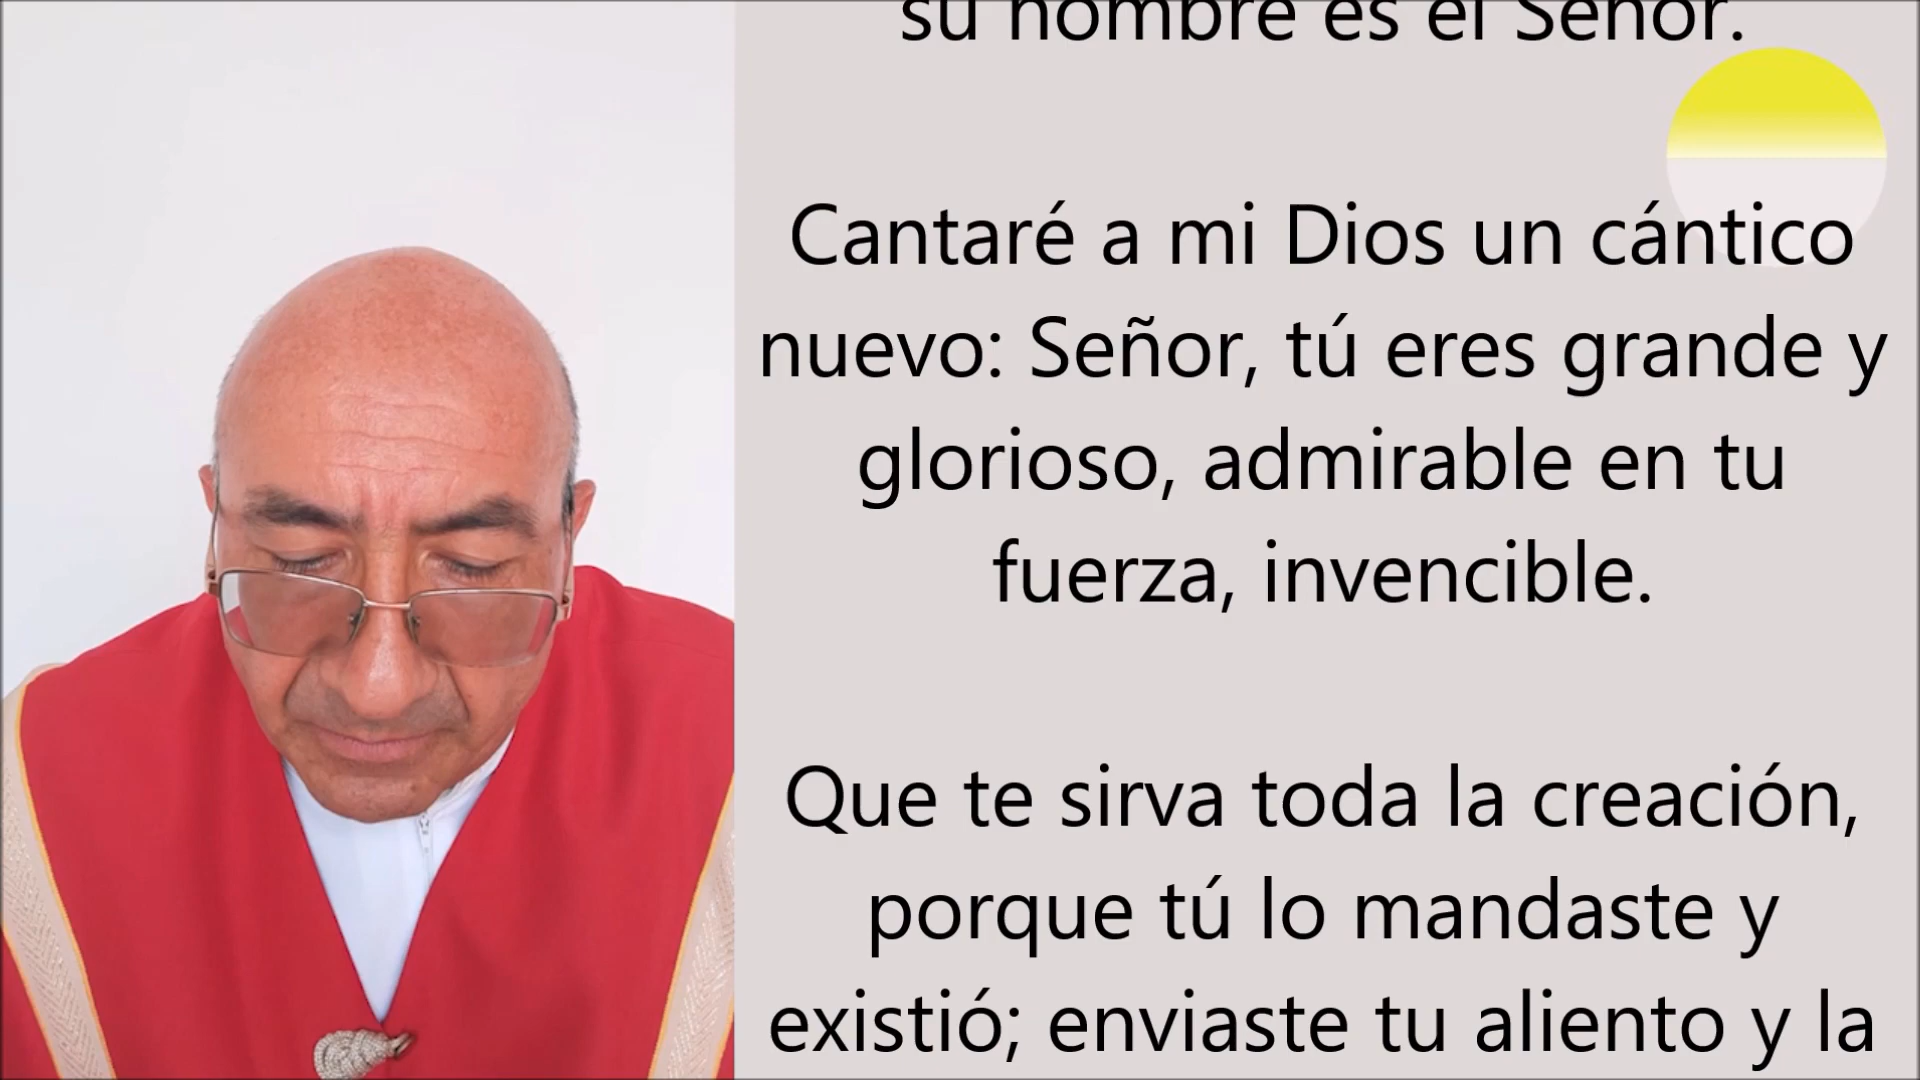 su nombre es el Señor.
Cantaré a mi Dios un cántico
nuevo: Señor, tú eres grande y
glorioso, admirable en tu
fuerza, invencible.
Que te sirva toda la creación,
porque tú lo mandaste y
existió; enviaste tu aliento y la